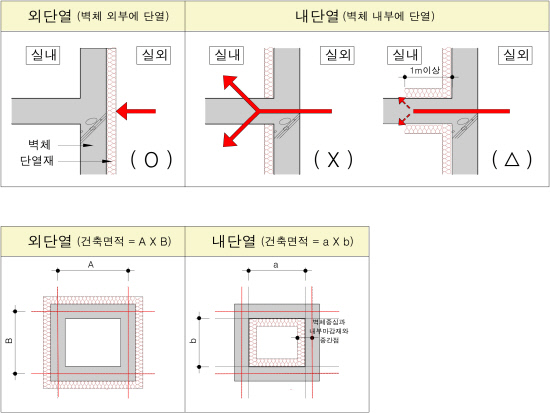 외단열 (벽체 외부에 단열)
내단열 (벽체 내부에 단열)
실내
실외
벽체
단열재
( O )
실내
실외
( X )
실내
실외
1m이상
( △ )
외단열 (건축면적 = A X B)
내단열 (건축면적 = a X b)
A
B
a
b
벽체중심과
내부마감재와
중간점